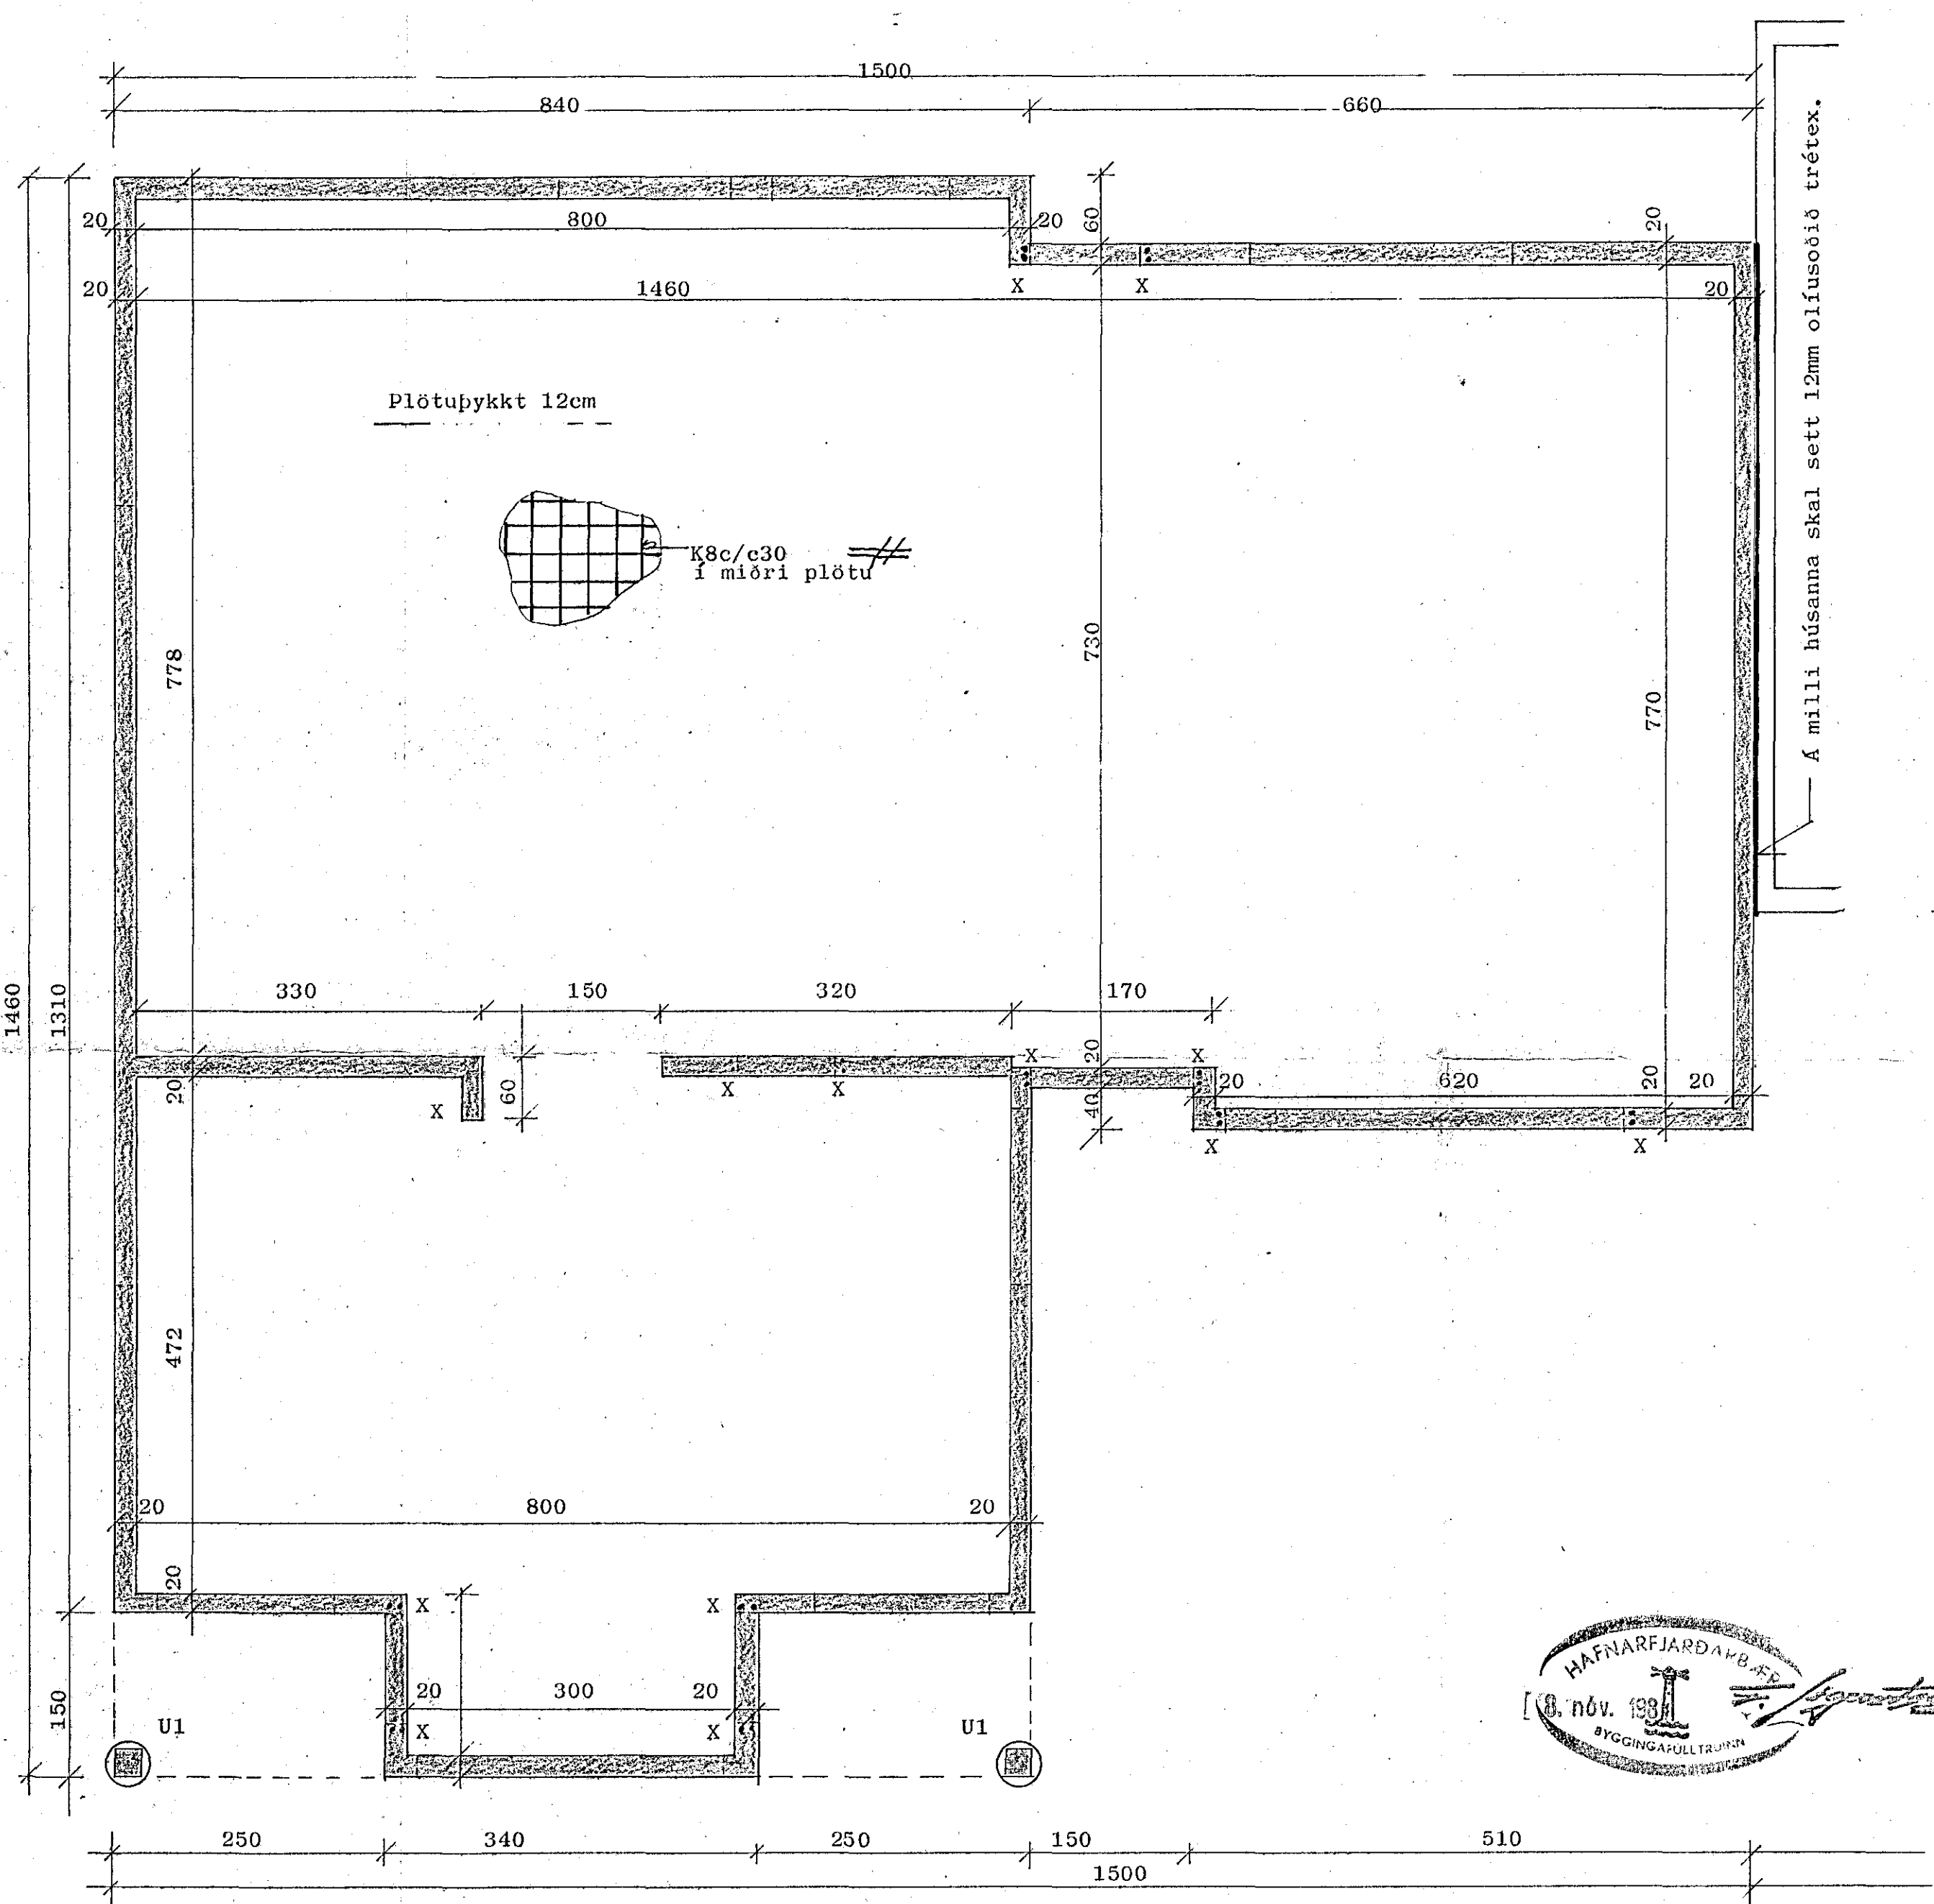 1500
840
660
20
800
20
60
20
20
1460
20
X
X
Plötuþykkt 12cm
K8c/c30
í miðri plötu
Á milli húsanna skal sett 12mm olíusoðið trétex.
778
730
770
1460
1310
330
150
320
170
20
60
X
X
X
X
20
X
40
20
620
20
20
X
X
472
20
800
20
20
X
X
20
300
20
X
X
150
U1
U1
HAFNARFJARÐARBÆR
8. nóv. 198
BYGGINGAFULLTRÚINN
250
340
250
150
510
1500